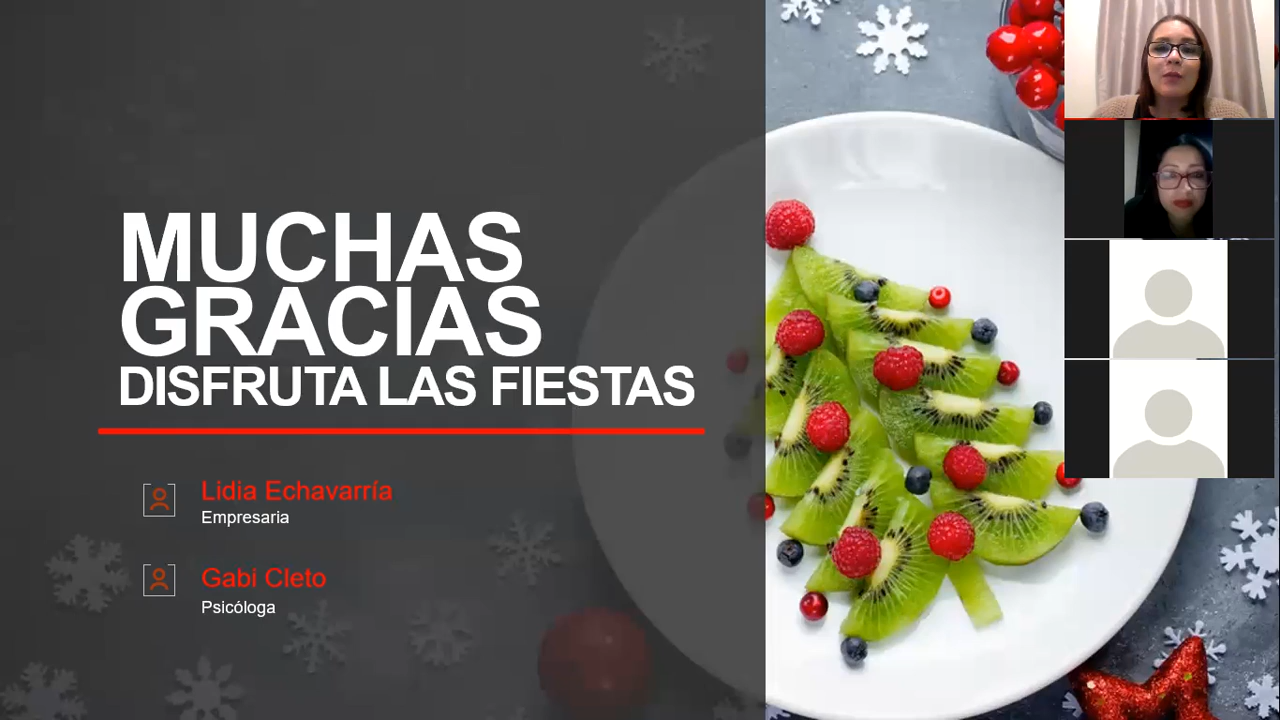 MUCHAS
GRACIAS
DISFRUTA LAS FIESTAS
Lidia Echavarría
Empresaria
Gabi Cleto
Psicóloga